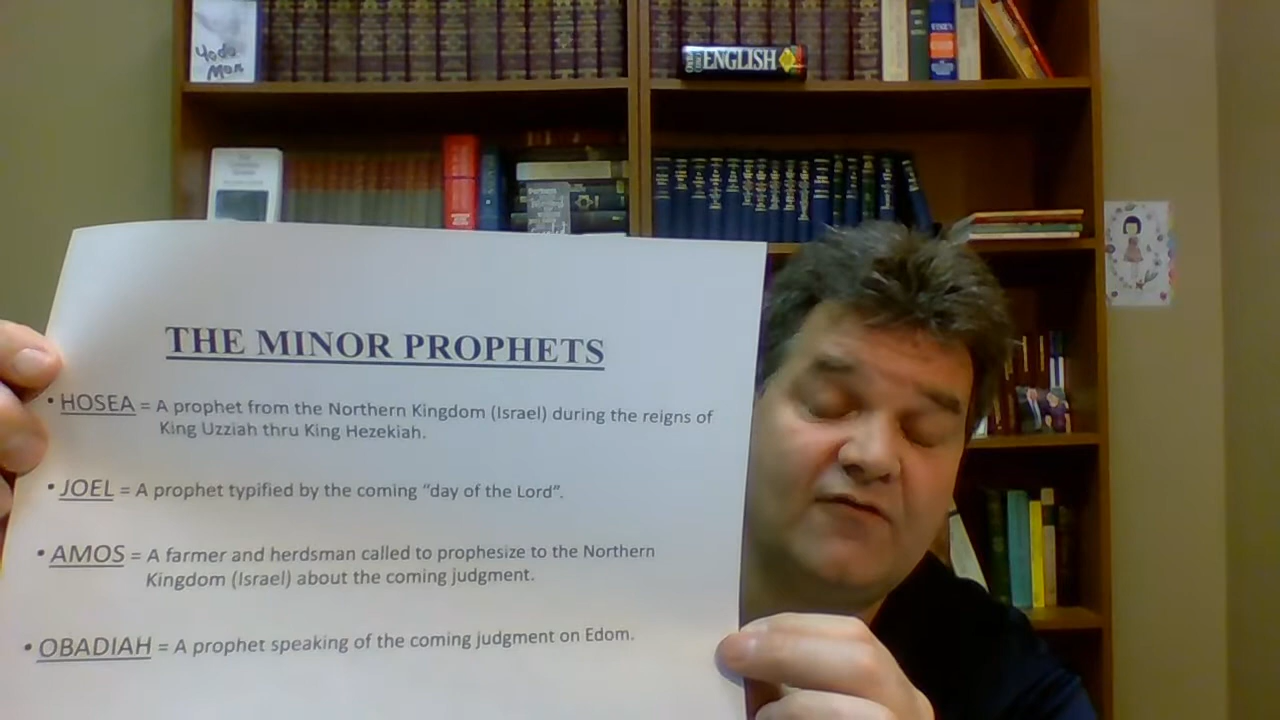 Yoda
Man
ENGLISH
THE MINOR PROPHETS
• HOSEA = A prophet from the Northern Kingdom (Israel) during the reigns of
King Uzziah thru King Hezekiah.
• JOEL = A prophet typified by the coming “day of the Lord”.
• AMOS = A farmer and herdsman called to prophesize to the Northern
Kingdom (Israel) about the coming judgment.
• OBADIAH = A prophet speaking of the coming judgment on Edom.